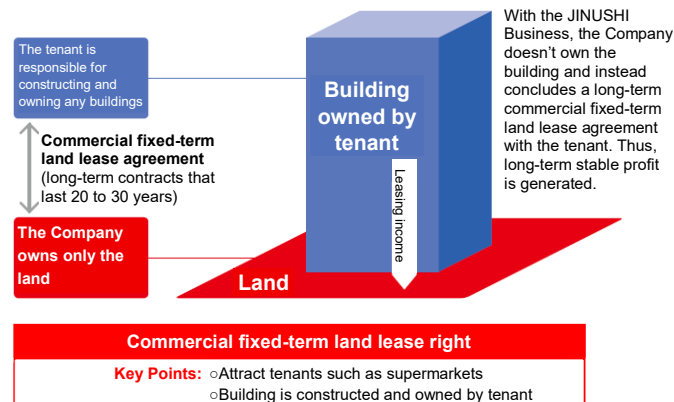 The tenant is
responsible for
constructing and
owning any buildings
Commercial fixed-term
land lease agreement
(long-term contracts that
last 20 to 30 years)
The Company
owns only the
land
Building
owned by
tenant
Leasing income
Land
With the JINUSHI
Business, the Company
doesn't own the
building and instead
concludes a long-term
commercial fixed-term
land lease agreement
with the tenant. Thus,
long-term stable profit
is generated.
Commercial fixed-term land lease right
Key Points: ○Attract tenants such as supermarkets
○Building is constructed and owned by tenant